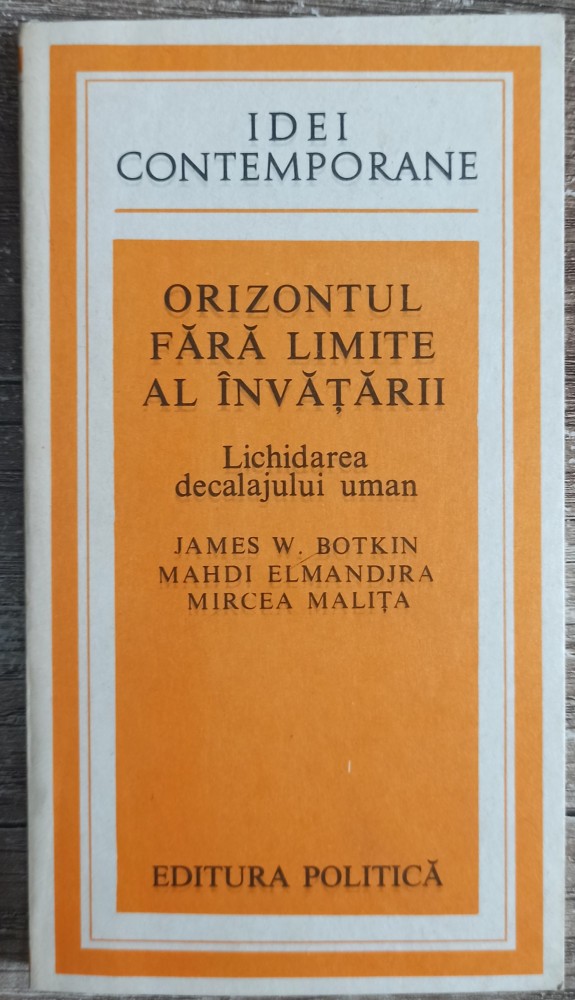 IDEI
CONTEMPORANE
ORIZONTUL
FĂRĂ LIMITE
AL ÎNVĂȚĂRII
Lichidarea
decalajului uman
JAMES W. BOTKIN
MAHDI ELMANDJRA
MIRCEA MALIȚA
EDITURA POLITICĂ